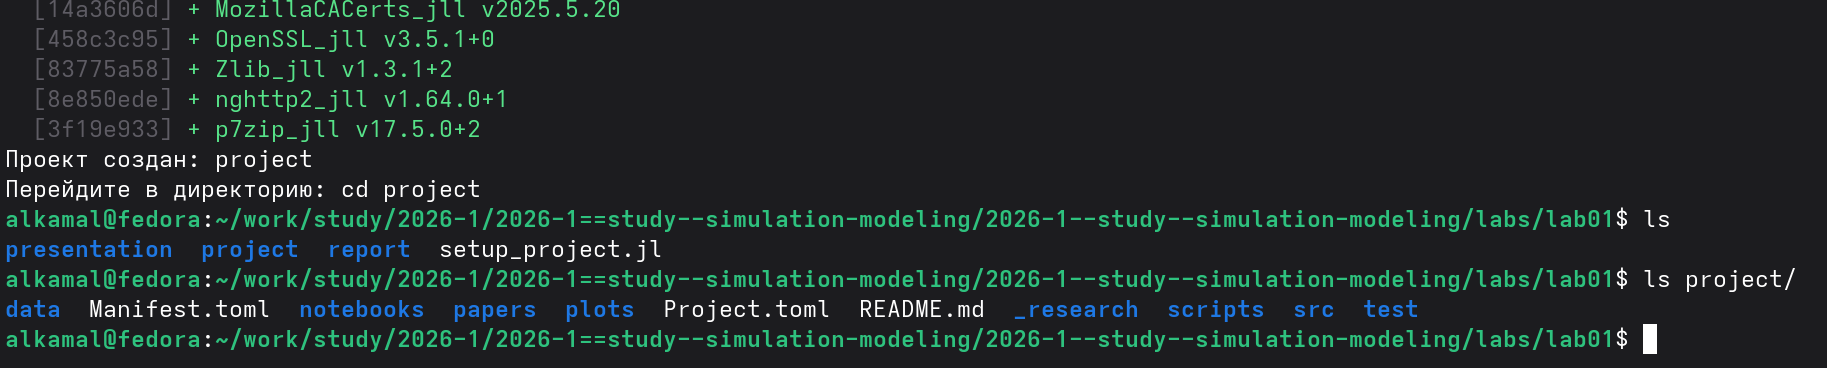 [14a3606d] + MozillaCACerts_jll v2025.5.20
[458c3c95] + OpenSSL_jll v3.5.1+0
[83775a58] + Zlib_jll v1.3.1+2
[8e850ede] + nghttp2_jll v1.64.0+1
[3f19e933] + p7zip_jll v17.5.0+2
Проект создан: project
Перейдите в директорию: cd project
alkamal@fedora:~/work/study/2026-1/2026-1==study--simulation-modeling/2026-1--study--simulation-modeling/labs/lab01$ ls
presentation project report setup_project.jl
alkamal@fedora:~/work/study/2026-1/2026-1==study--simulation-modeling/2026-1--study--simulation-modeling/labs/lab01$ ls project/
data Manifest.toml notebooks papers plots Project.toml README.md _research scripts src test
alkamal@fedora:~/work/study/2026-1/2026-1==study--simulation-modeling/2026-1--study--simulation-modeling/labs/lab01$